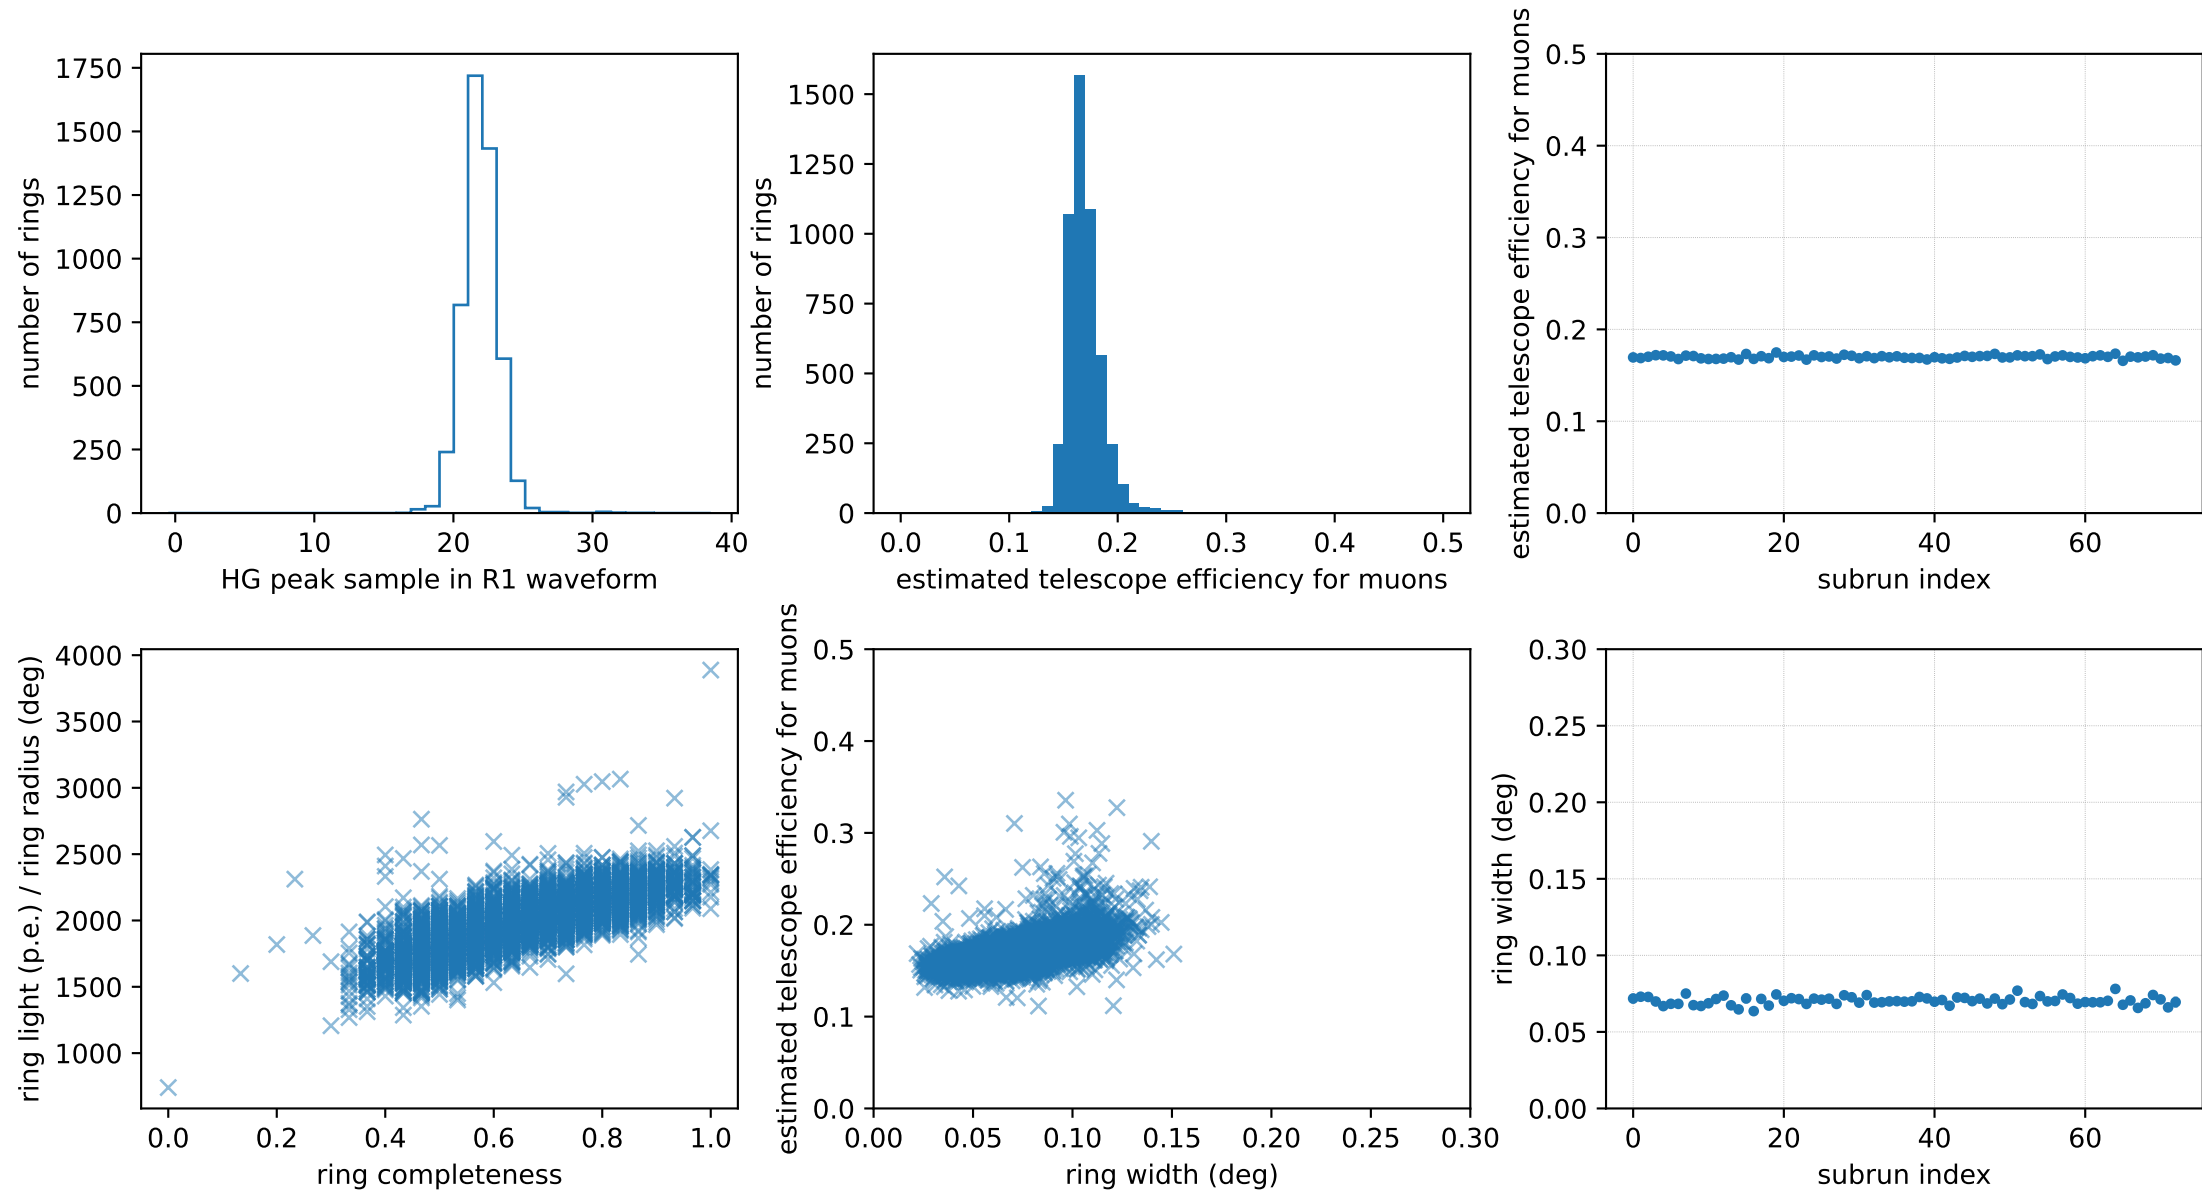 number of rings
1750
1500
1250
1000
750
500
250
0
0 10 20 30 40
HG peak sample in R1 waveform
number of rings
1500
1250
1000
750
500
250
0
0.0 0.1 0.2 0.3 0.4 0.5
estimated telescope efficiency for muons
estimated telescope efficiency for muons
0.5
0.4
0.3
0.2
0.1
0.0
0 20 40 60
subrun index
ring light (p.e.) / ring radius (deg)
4000
3500
3000
2500
2000
1500
1000
0.0 0.2 0.4 0.6 0.8 1.0
ring completeness
estimated telescope efficiency for muons
0.5
0.4
0.3
0.2
0.1
0.0
0.00 0.05 0.10 0.15 0.20 0.25 0.30
ring width (deg)
ring width (deg)
0.30
0.25
0.20
0.15
0.10
0.05
0.00
0 20 40 60
subrun index